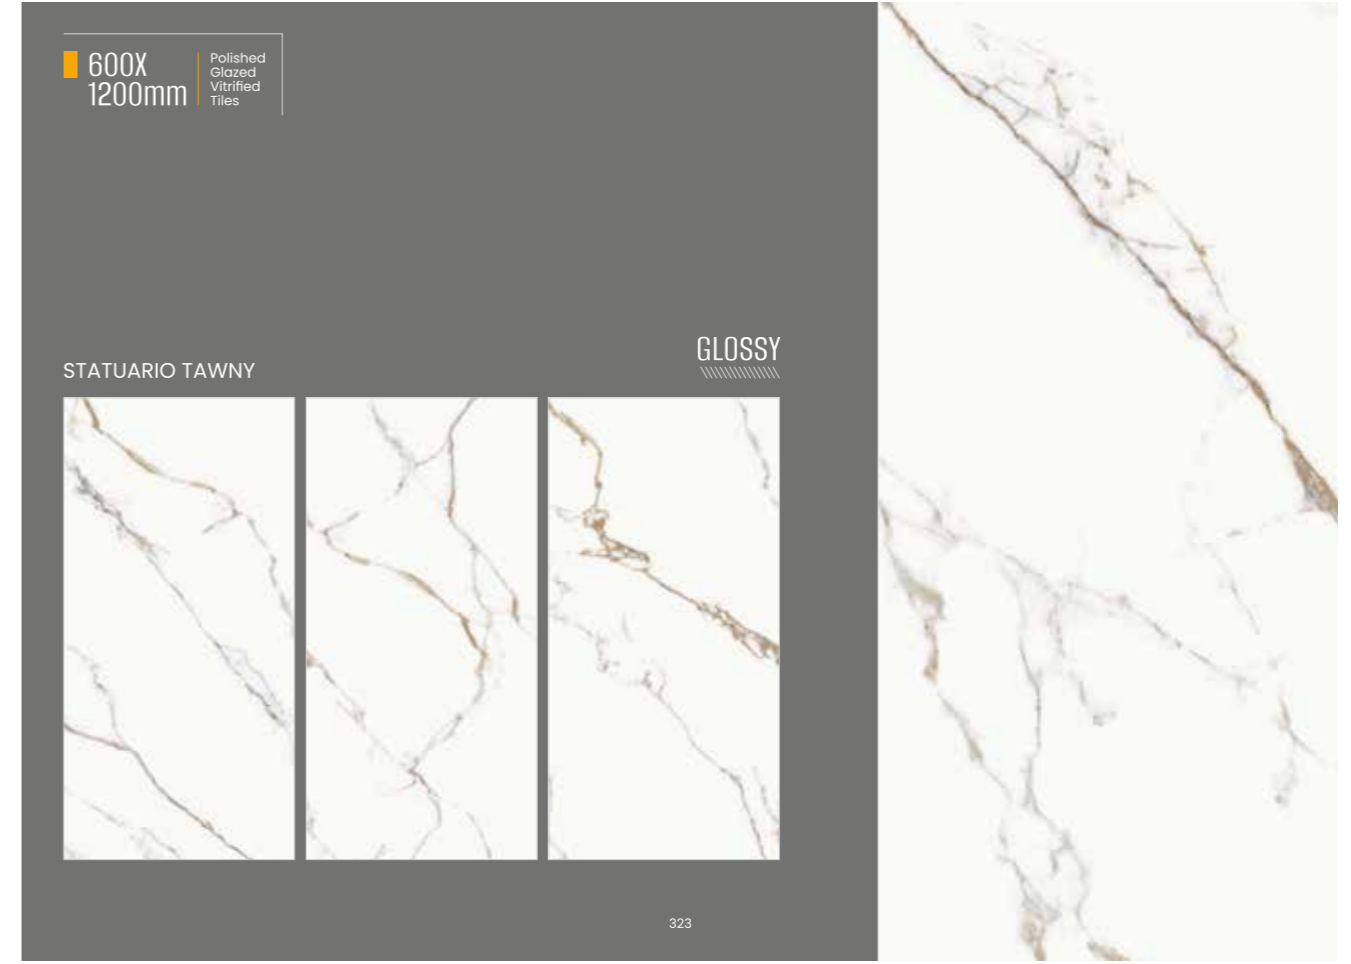 600X
1200mm
Polished
Glazed
Vitrified
Tiles
GLOSSY
STATUARIO TAWNY
323